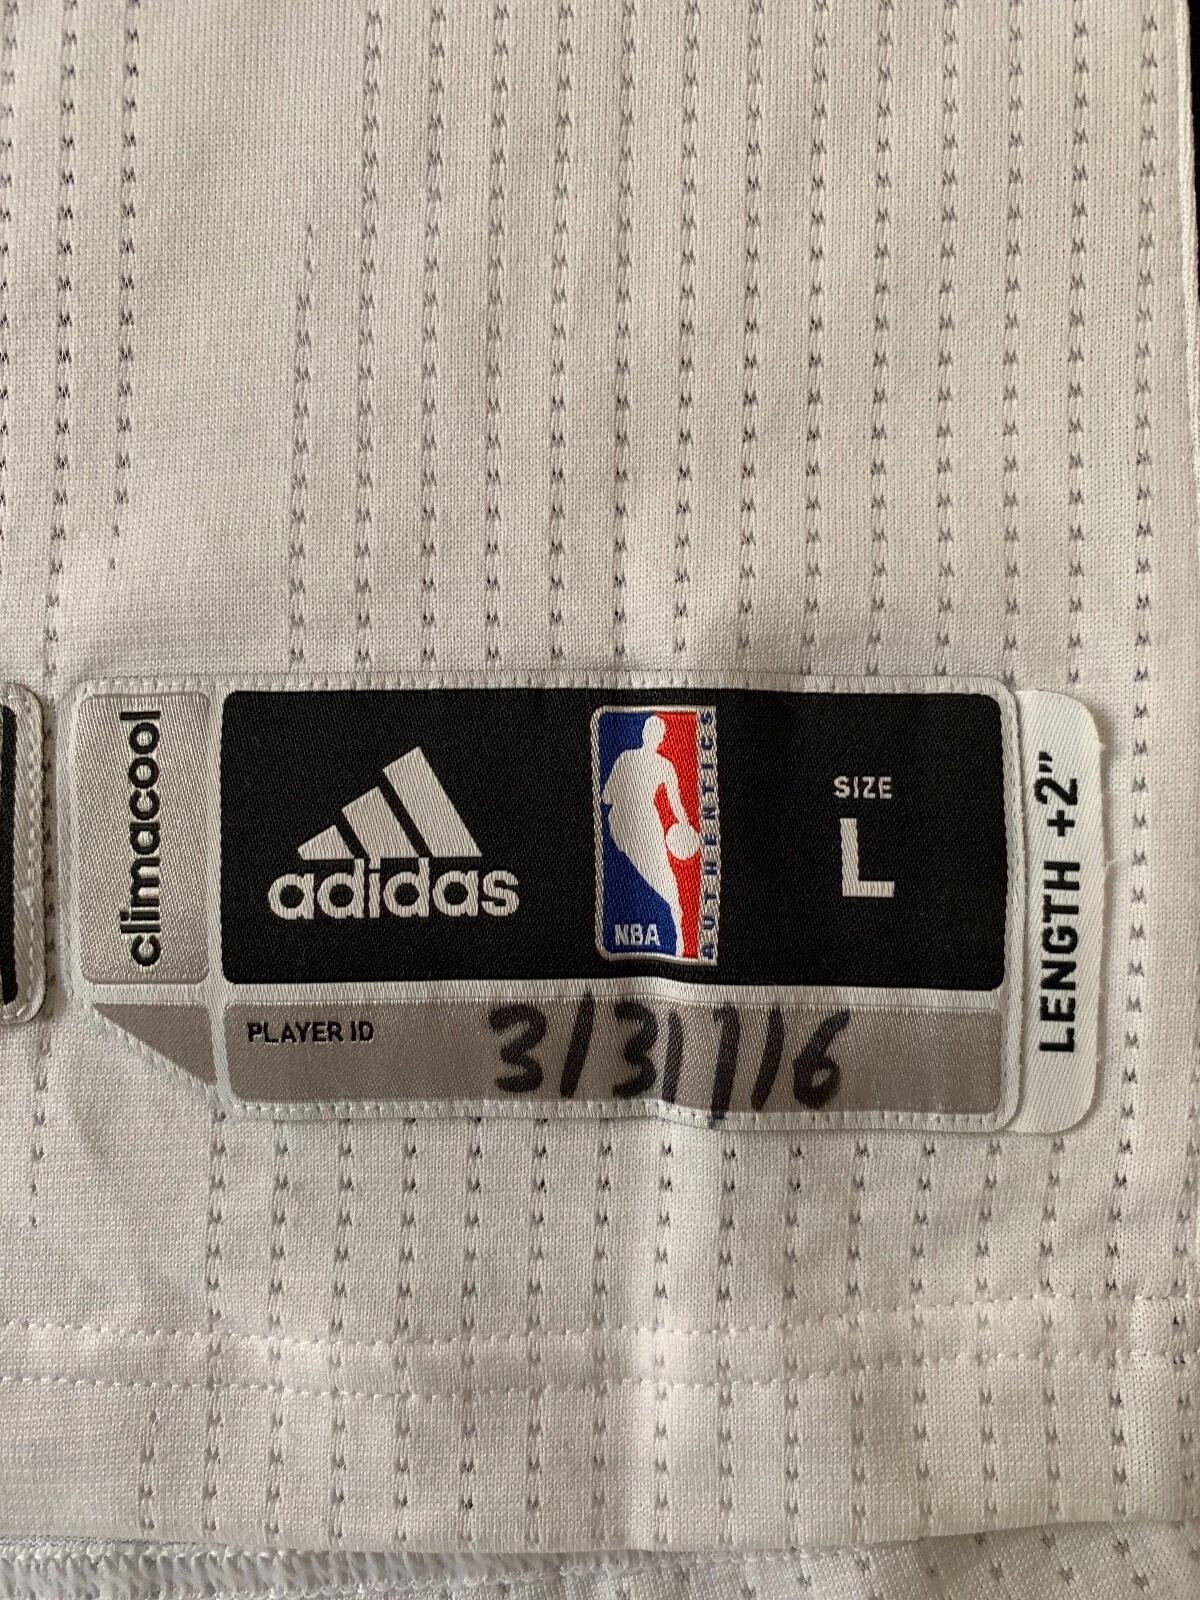 climacool
adidas
NBA
AUTHENTICS
SIZE
L
LENGTH +2"
PLAYER ID
3/31/16